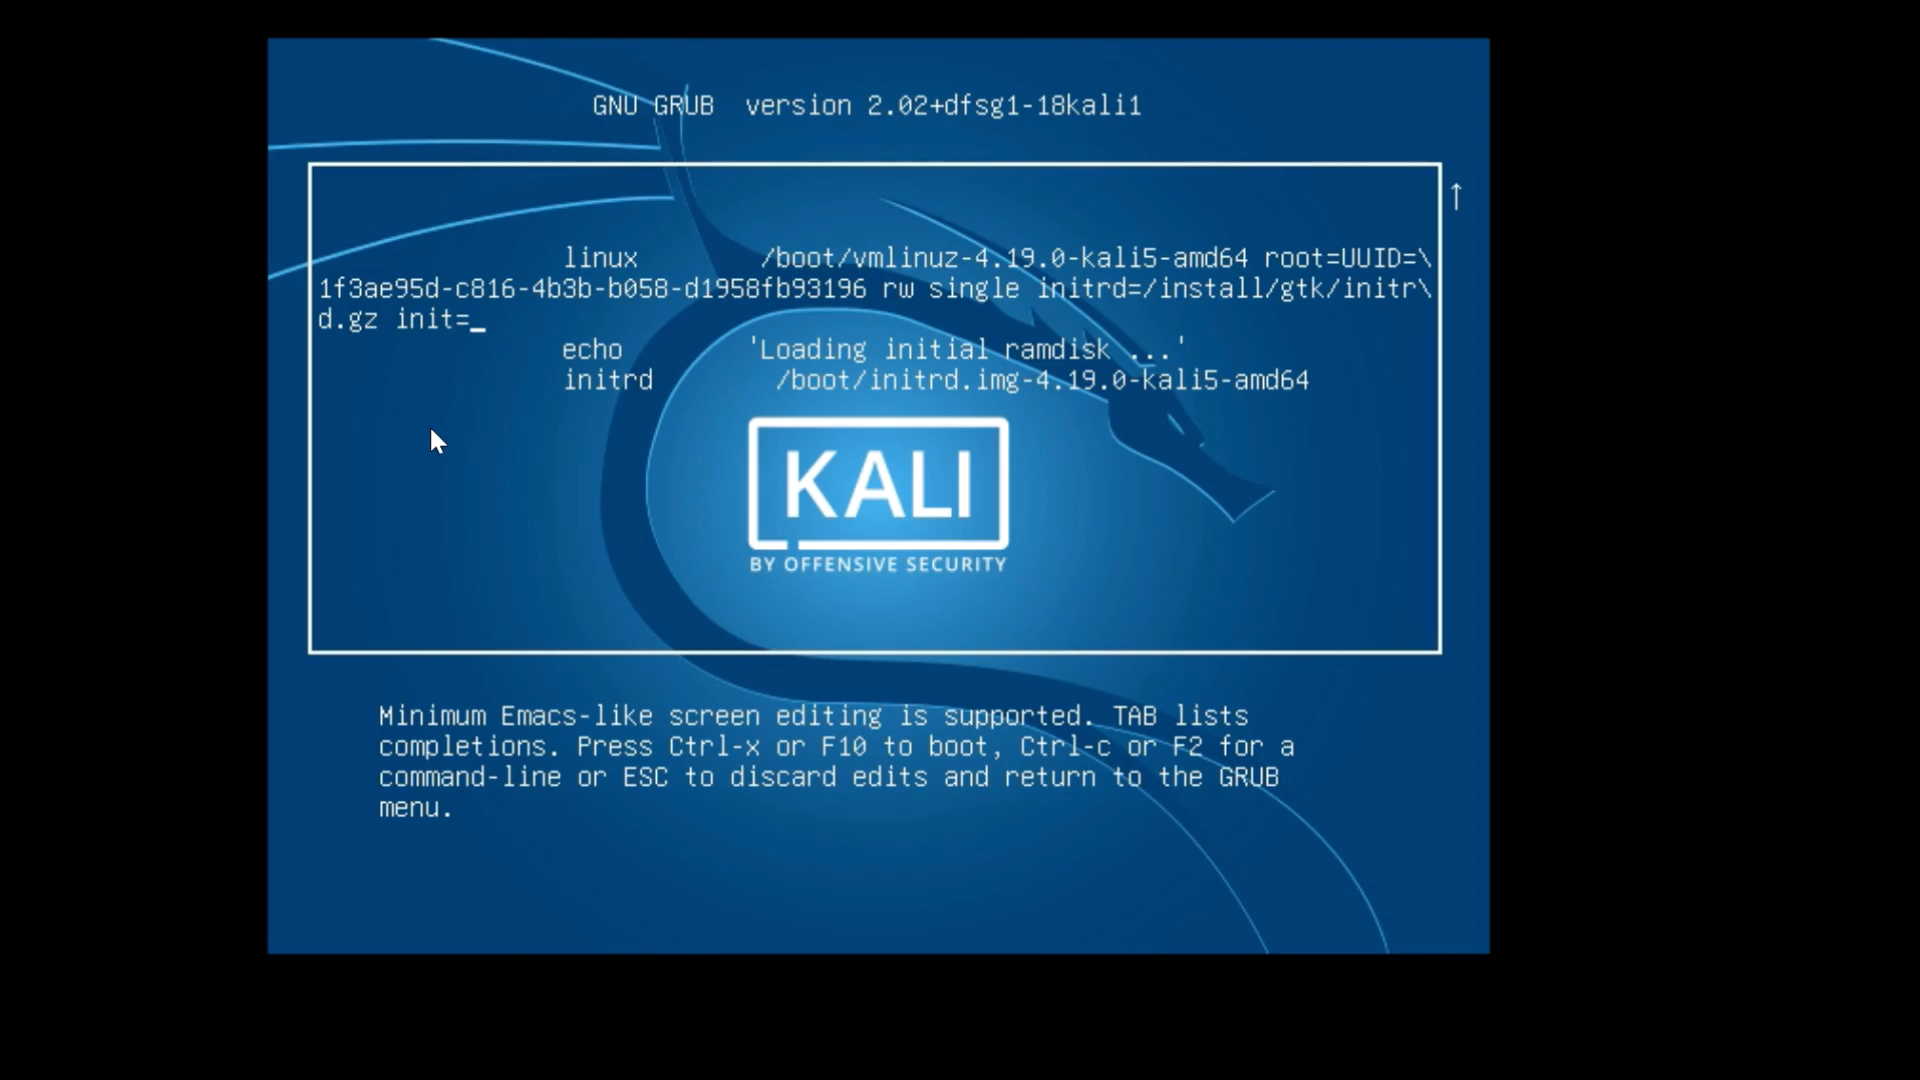 GNU GRUB  version 2.02+dfsg1-18kali1
↑
linux        /boot/vmlinuz-4.19.0-kali5-amd64 root=UUID=\
1f3ae95d-c816-4b3b-b058-d1958fb93196 rw single initrd=/install/gtk/initr\
d.gz init=_
echo        'Loading initial ramdisk ...'
initrd        /boot/initrd.img-4.19.0-kali5-amd64
KALI
BY OFFENSIVE SECURITY
Minimum Emacs-like screen editing is supported. TAB lists
completions. Press Ctrl-x or F10 to boot, Ctrl-c or F2 for a
command-line or ESC to discard edits and return to the GRUB
menu.